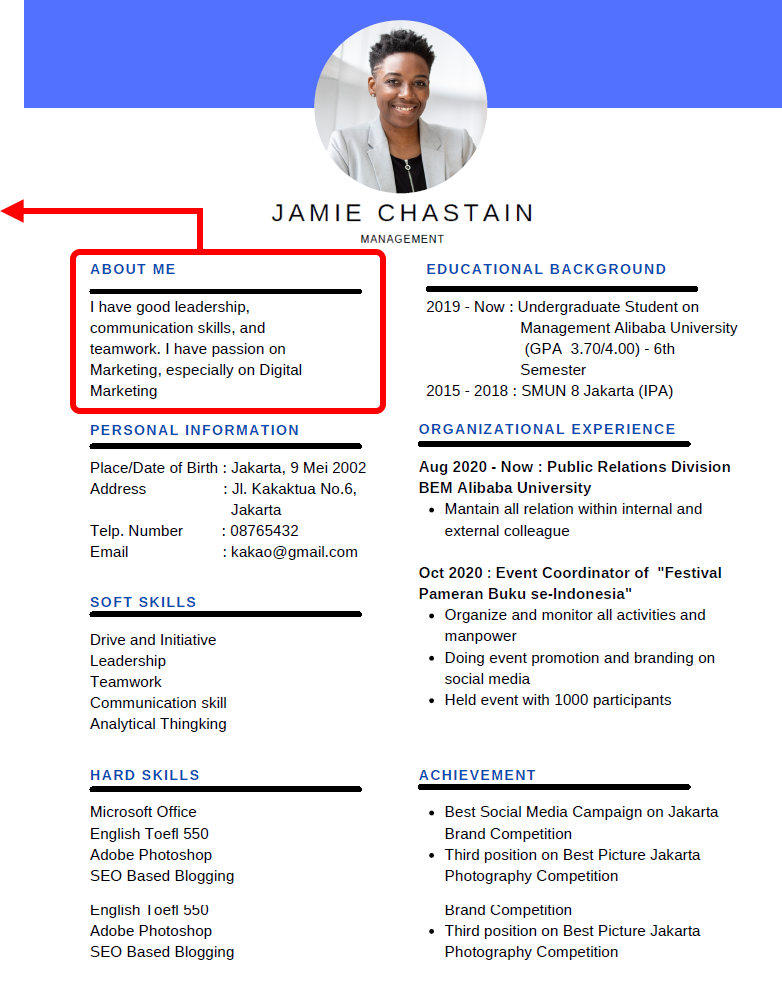 JAMIE CHASTAIN
MANAGEMENT
ABOUT ME
I have good leadership,
communication skills, and
teamwork. I have passion on
Marketing, especially on Digital
Marketing
PERSONAL INFORMATION
Place/Date of Birth : Jakarta, 9 Mei 2002
Address : Jl. Kakaktua No.6,
Jakarta
Telp. Number : 08765432
Email : kakao@gmail.com
SOFT SKILLS
Drive and Initiative
Leadership
Teamwork
Communication skill
Analytical Thingking
HARD SKILLS
Microsoft Office
English Toefl 550
Adobe Photoshop
SEO Based Blogging
English Toefl 550
Adobe Photoshop
SEO Based Blogging
EDUCATIONAL BACKGROUND
2019 - Now : Undergraduate Student on
Management Alibaba University
(GPA 3.70/4.00) - 6th
Semester
2015 - 2018 : SMUN 8 Jakarta (IPA)
ORGANIZATIONAL EXPERIENCE
Aug 2020 - Now : Public Relations Division
BEM Alibaba University
• Mantain all relation within internal and
external colleague
Oct 2020 : Event Coordinator of "Festival
Pameran Buku se-Indonesia"
• Organize and monitor all activities and
manpower
• Doing event promotion and branding on
social media
• Held event with 1000 participants
ACHIEVEMENT
• Best Social Media Campaign on Jakarta
Brand Competition
• Third position on Best Picture Jakarta
Photography Competition
Brand Competition
• Third position on Best Picture Jakarta
Photography Competition